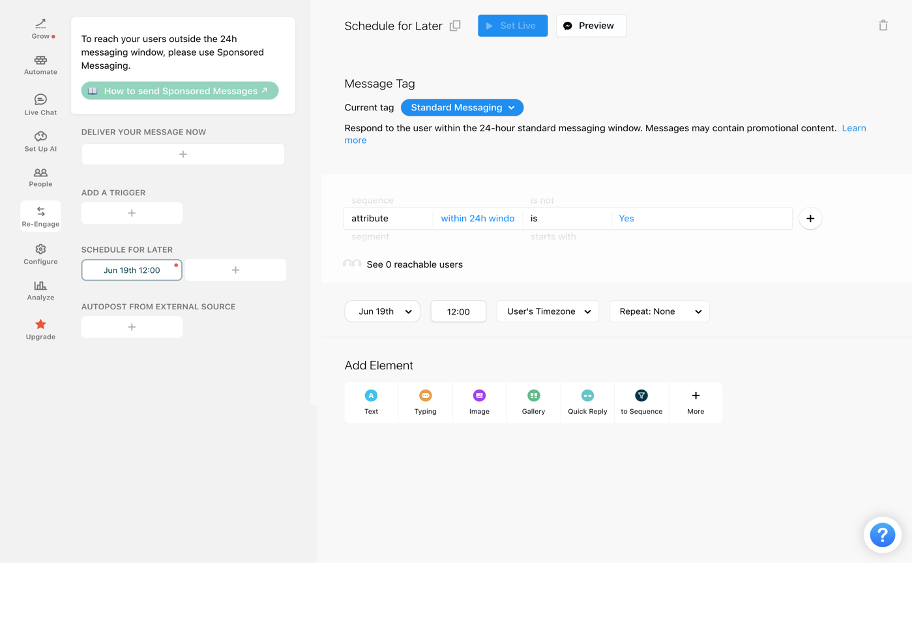 Grow
Automate
Live Chat
Set Up AI
People
Re-Engage
Configure
Analyze
Upgrade
To reach your users outside the 24h
messaging window, please use Sponsored
Messaging.
How to send Sponsored Messages ↗
DELIVER YOUR MESSAGE NOW
+
ADD A TRIGGER
+
SCHEDULE FOR LATER
Jun 19th 12:00
+
AUTOPOST FROM EXTERNAL SOURCE
+
Schedule for Later
Set Live
Preview
Message Tag
Current tag Standard Messaging
Respond to the user within the 24-hour standard messaging window. Messages may contain promotional content. Learn
more
sequence is not
attribute within 24h windo is Yes
+
segment starts with
See 0 reachable users
Jun 19th 12:00 User's Timezone Repeat: None
Add Element
A
Text Typing Image Gallery Quick Reply to Sequence More
?